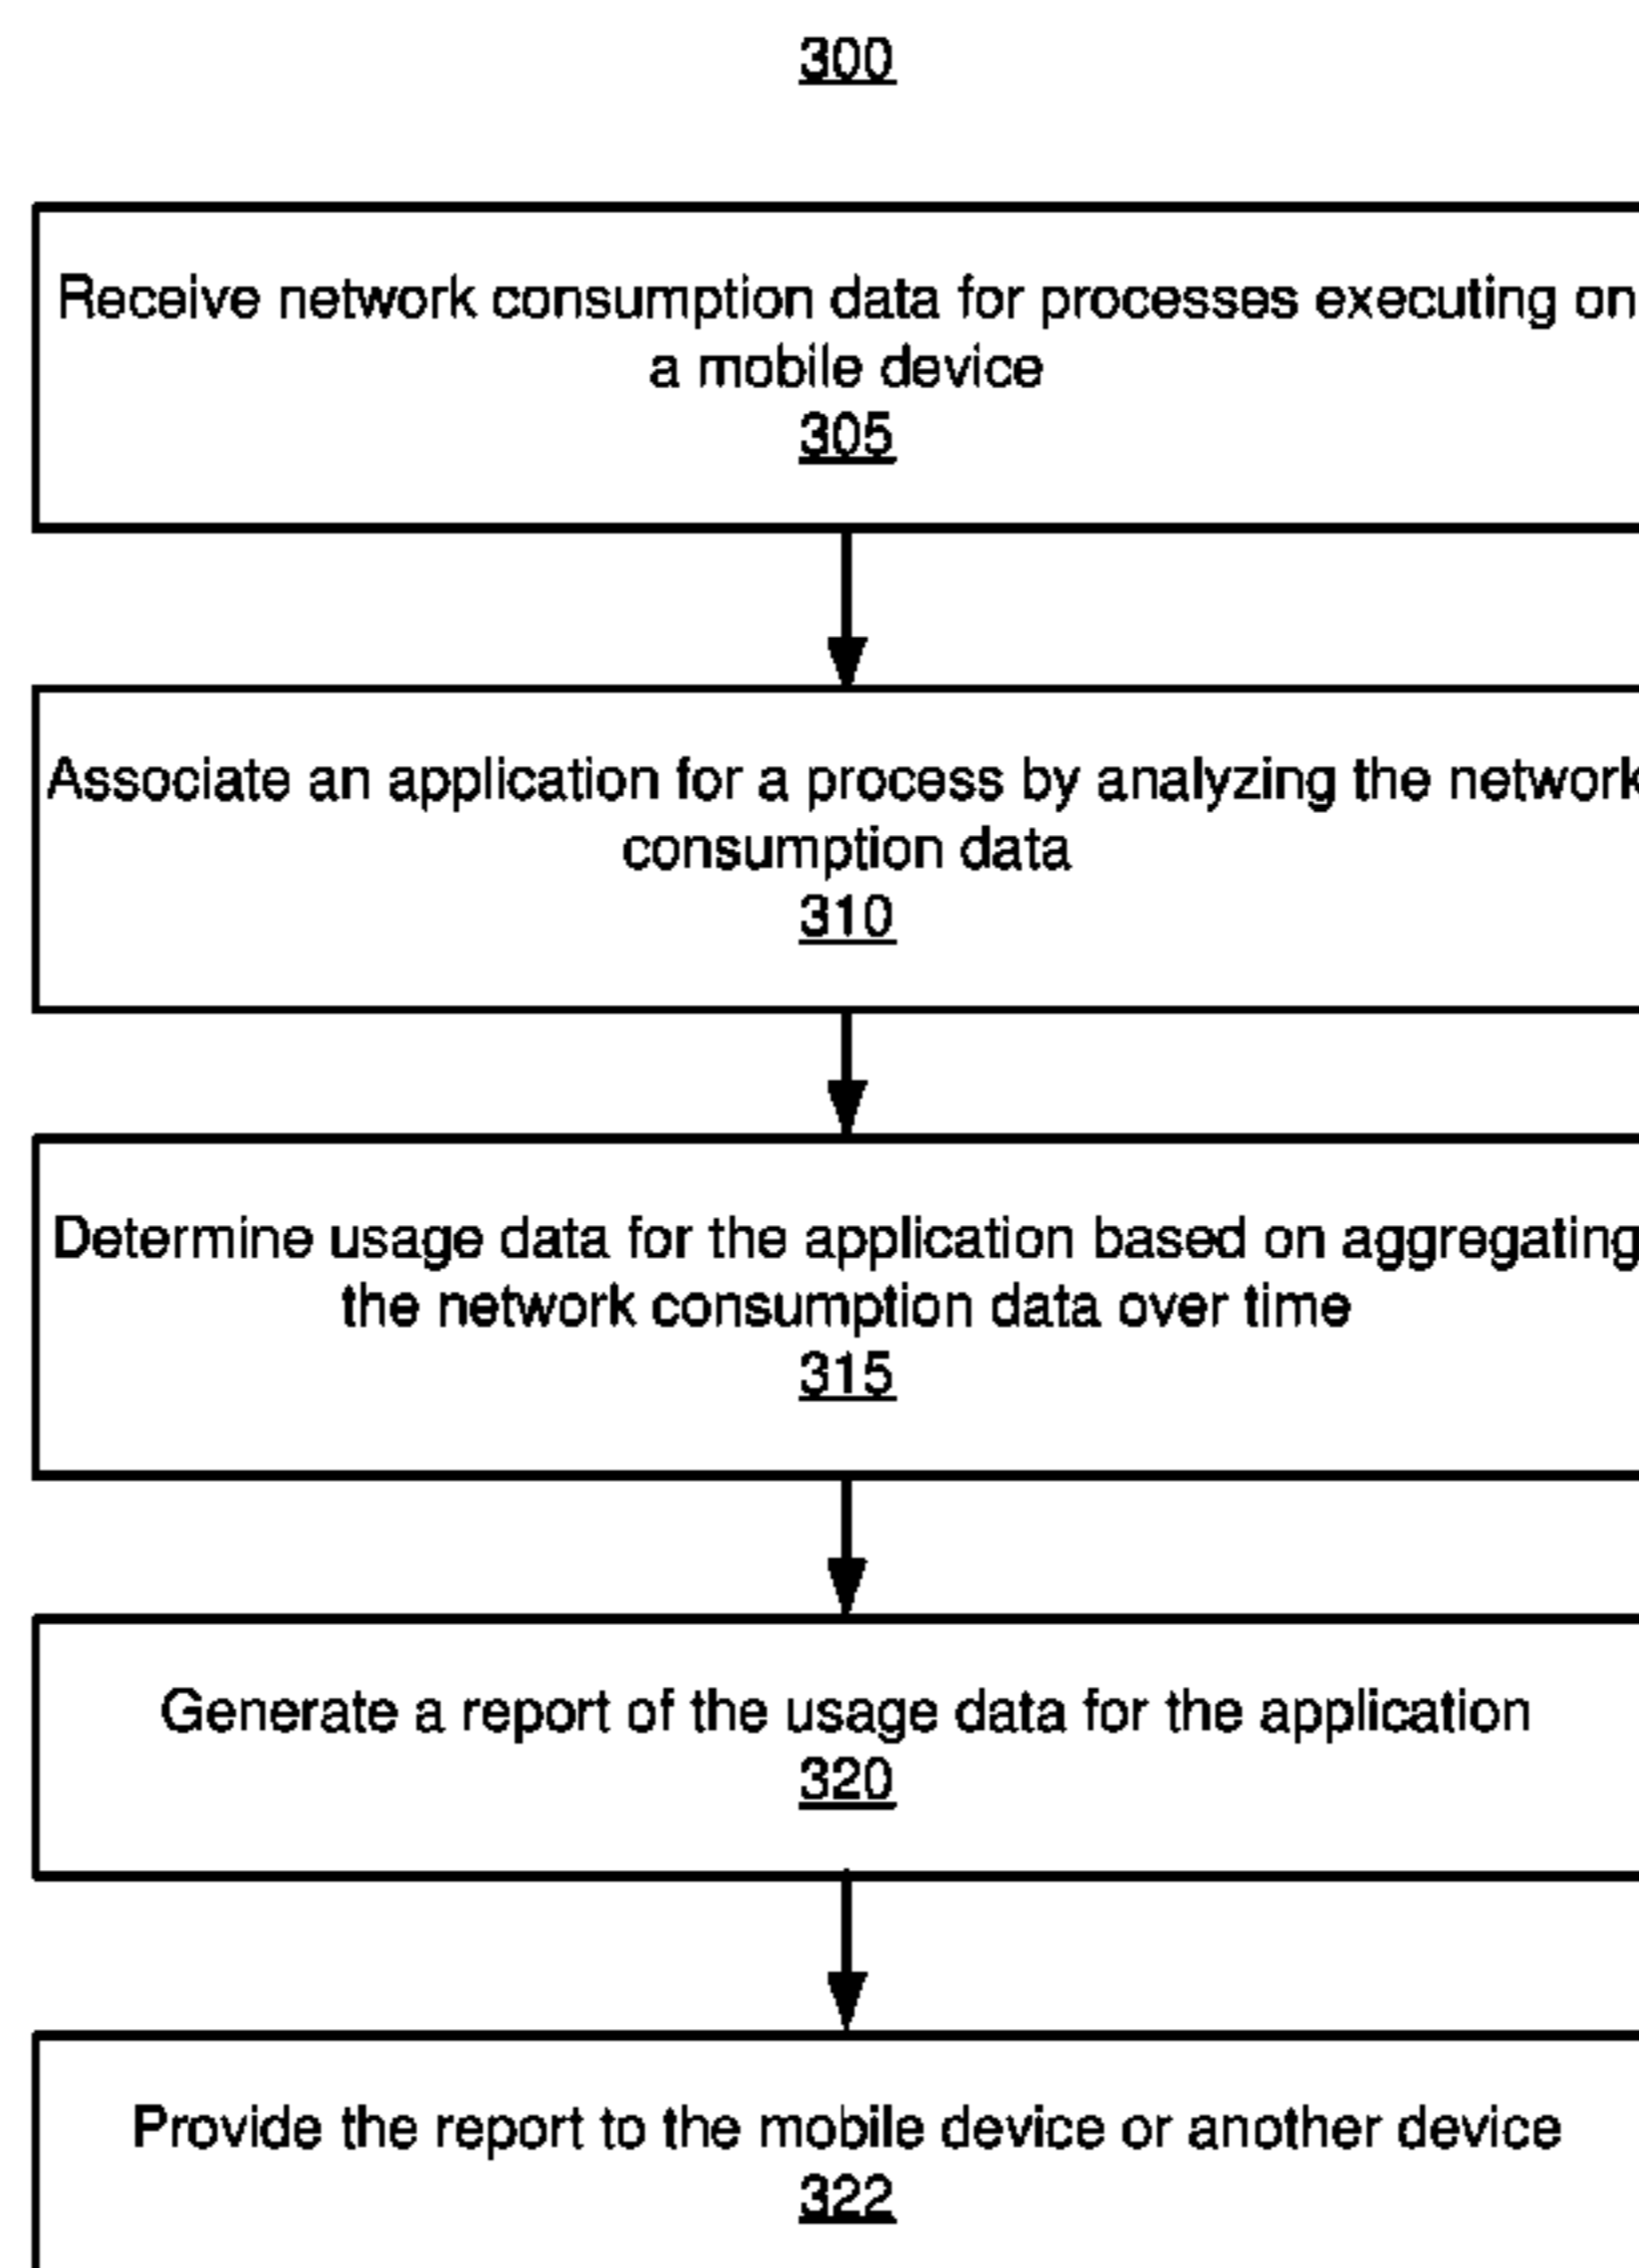 300
Receive network consumption data for processes executing on
a mobile device
305
Associate an application for a process by analyzing the network
consumption data
310
Determine usage data for the application based on aggregating
the network consumption data over time
315
Generate a report of the usage data for the application
320
Provide the report to the mobile device or another device
322